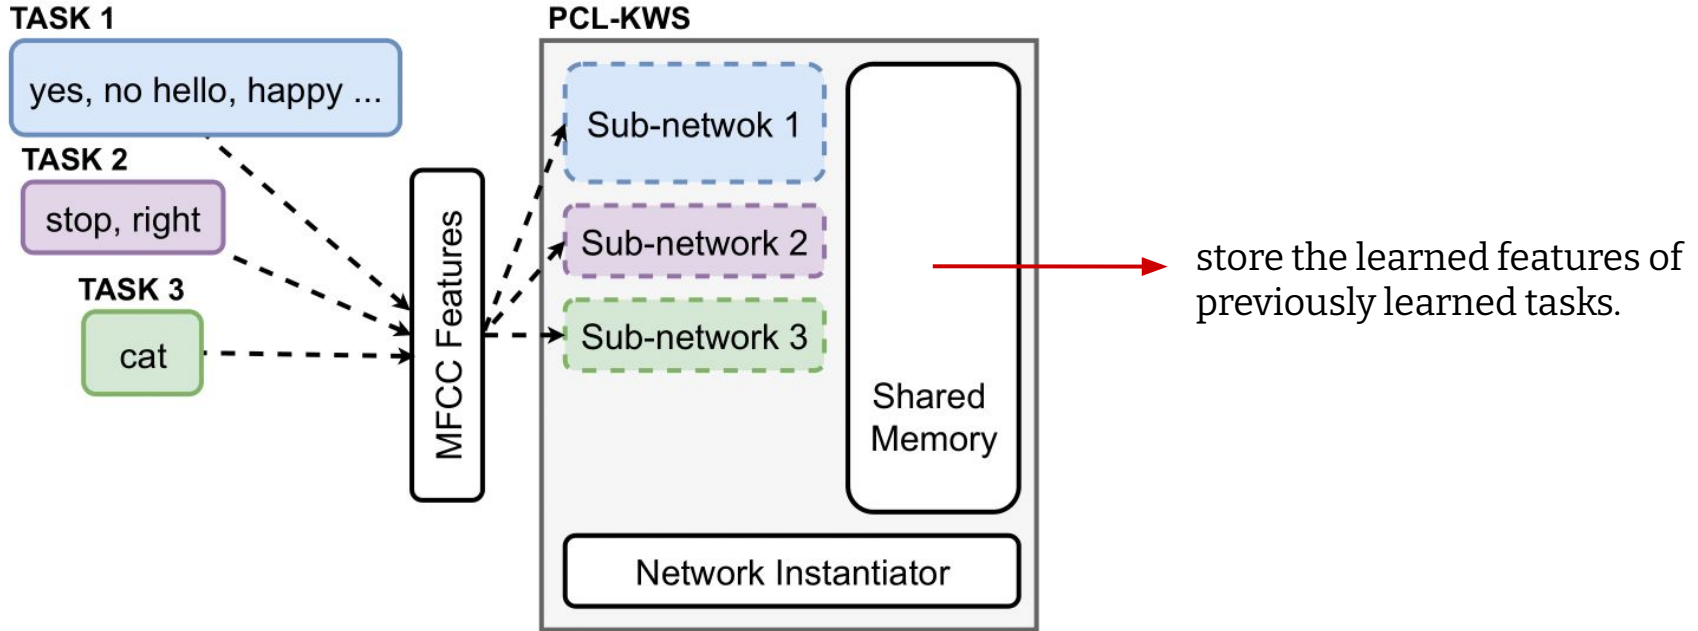 TASK 1
yes, no hello, happy ...
TASK 2
stop, right
TASK 3
cat
MFCC Features
PCL-KWS
Sub-netwok 1
Sub-network 2
Sub-network 3
Shared
Memory
Network Instantiator
store the learned features of
previously learned tasks.